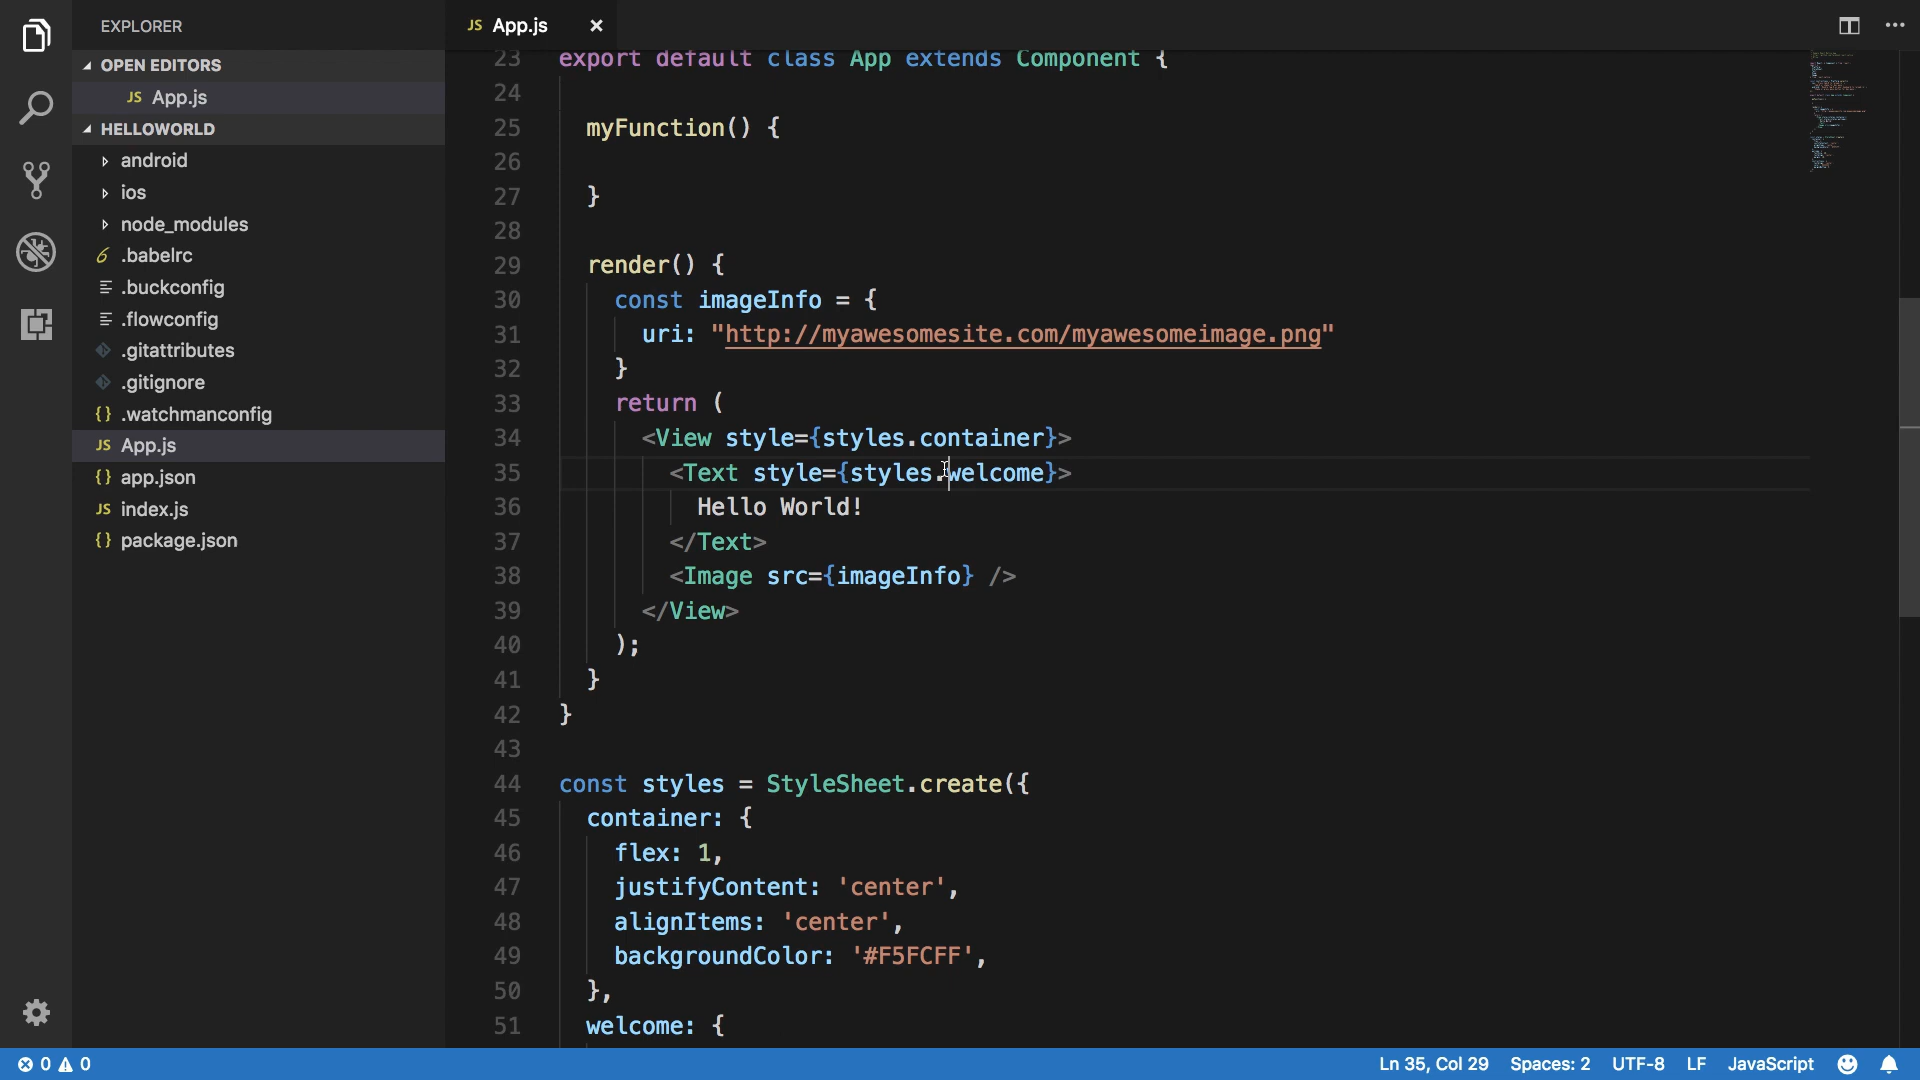 EXPLORER
OPEN EDITORS
JS App.js
HELLOWORLD
android
ios
node_modules
.babelrc
.buckconfig
.flowconfig
.gitattributes
.gitignore
{} .watchmanconfig
JS App.js
{} app.json
JS index.js
{} package.json
JS App.js ×
23 export default class App extends Component {
24
25 myFunction() {
26
27 }
28
29 render() {
30 const imageInfo = {
31 uri: "http://myawesomesite.com/myawesomeimage.png"
32 }
33 return (
34 <View style={styles.container}>
35 <Text style={styles.welcome}>
36 Hello World!
37 </Text>
38 <Image src={imageInfo} />
39 </View>
40 );
41 }
42 }
43
44 const styles = StyleSheet.create({
45 container: {
46 flex: 1,
47 justifyContent: 'center',
48 alignItems: 'center',
49 backgroundColor: '#F5FCFF',
50 },
51 welcome: {
0 0 Ln 35, Col 29 Spaces: 2 UTF-8 LF JavaScript